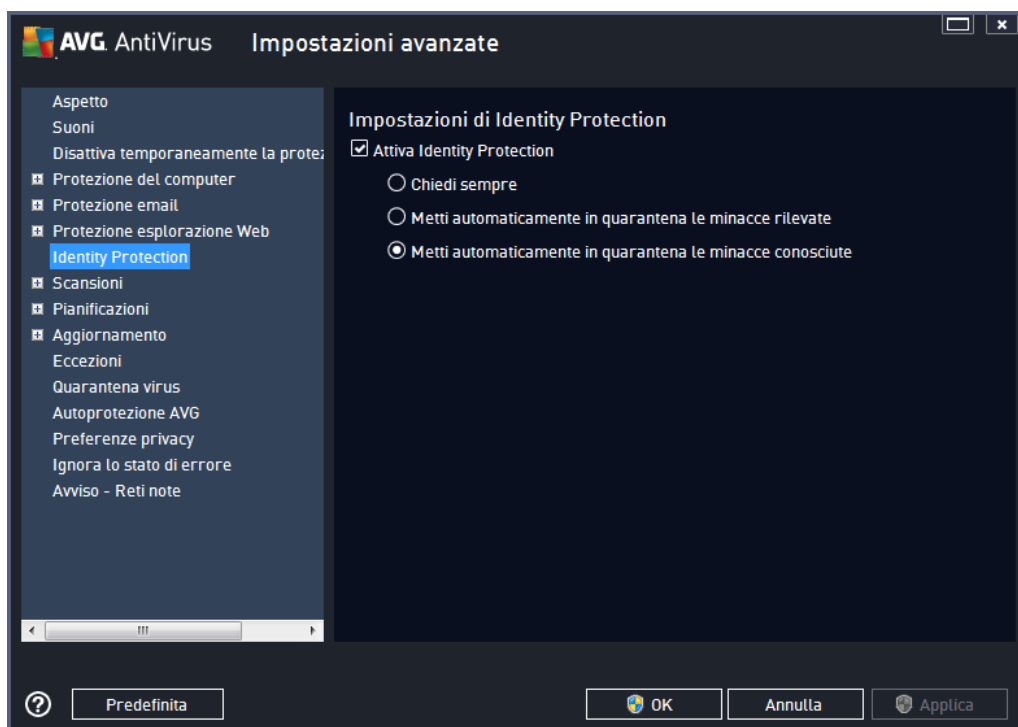 AVG. AntiVirus Impostazioni avanzate
Aspetto
Suoni
Disattiva temporaneamente la protez
Protezione del computer
Protezione email
Protezione esplorazione Web
Identity Protection
Scansioni
Pianificazioni
Aggiornamento
Eccezioni
Quarantena virus
Autoprotezione AVG
Preferenze privacy
Ignora lo stato di errore
Avviso - Reti note
Impostazioni di Identity Protection
Attiva Identity Protection
Chiedi sempre
Metti automaticamente in quarantena le minacce rilevate
Metti automaticamente in quarantena le minacce conosciute
Predefinita
OK
Annulla
Applica